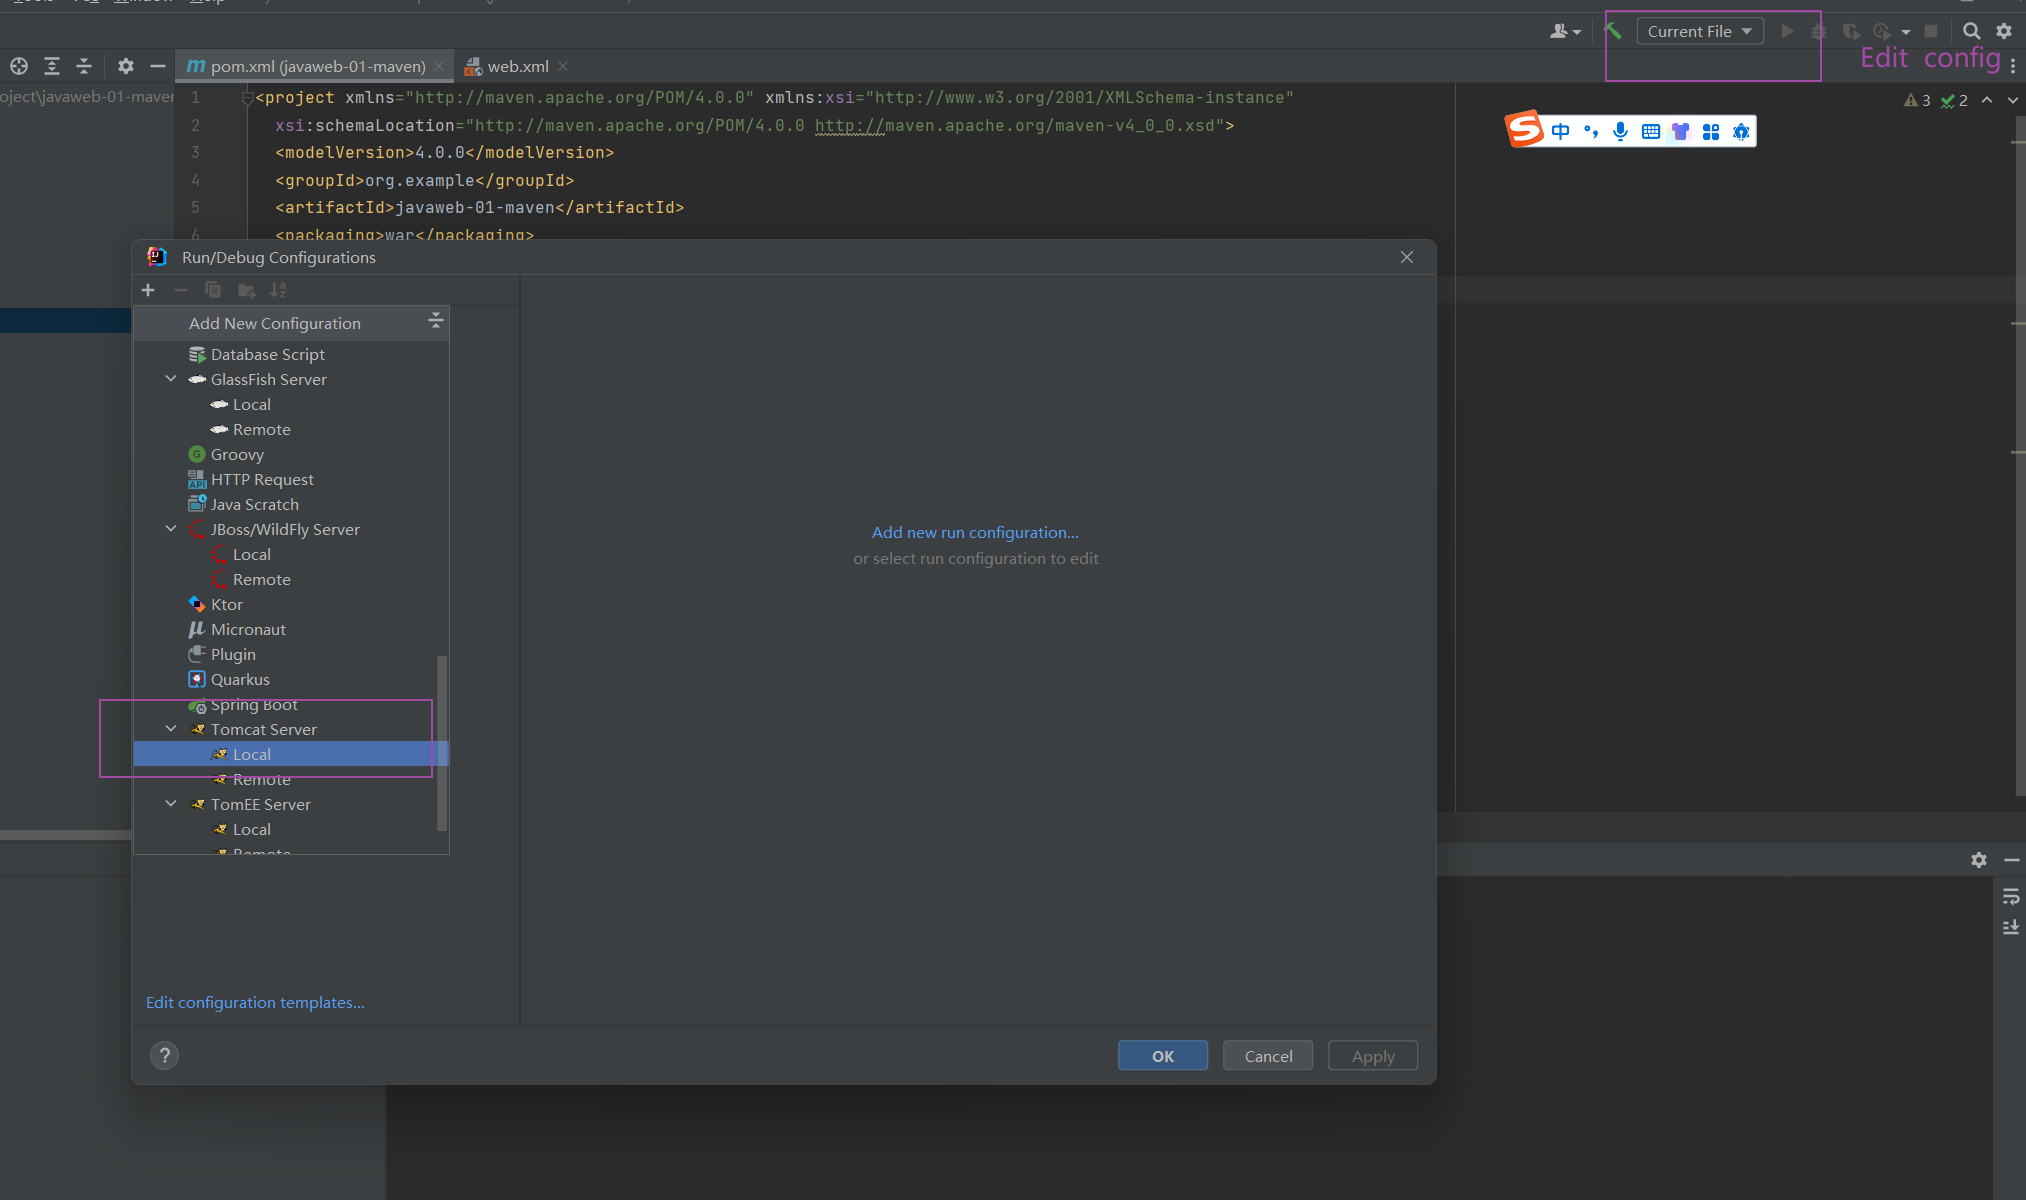 Current File
Edit config
pom.xml (javaweb-01-maven)
web.xml
oject\javaweb-01-maven
3 2
1 <project xmlns="http://maven.apache.org/POM/4.0.0" xmlns:xsi="http://www.w3.org/2001/XMLSchema-instance"
2 xsi:schemaLocation="http://maven.apache.org/POM/4.0.0 http://maven.apache.org/maven-v4_0_0.xsd">
中
3 <modelVersion>4.0.0</modelVersion>
4 <groupId>org.example</groupId>
5 <artifactId>javaweb-01-maven</artifactId>
6 <packaging>war</packaging>
Run/Debug Configurations
Add New Configuration
Database Script
GlassFish Server
Local
Remote
Groovy
HTTP Request
Java Scratch
JBoss/WildFly Server
Local
Remote
Ktor
Micronaut
Plugin
Quarkus
Spring Boot
Tomcat Server
Local
Remote
TomEE Server
Local
Remote
Add new run configuration...
or select run configuration to edit
Edit configuration templates...
?
OK
Cancel
Apply